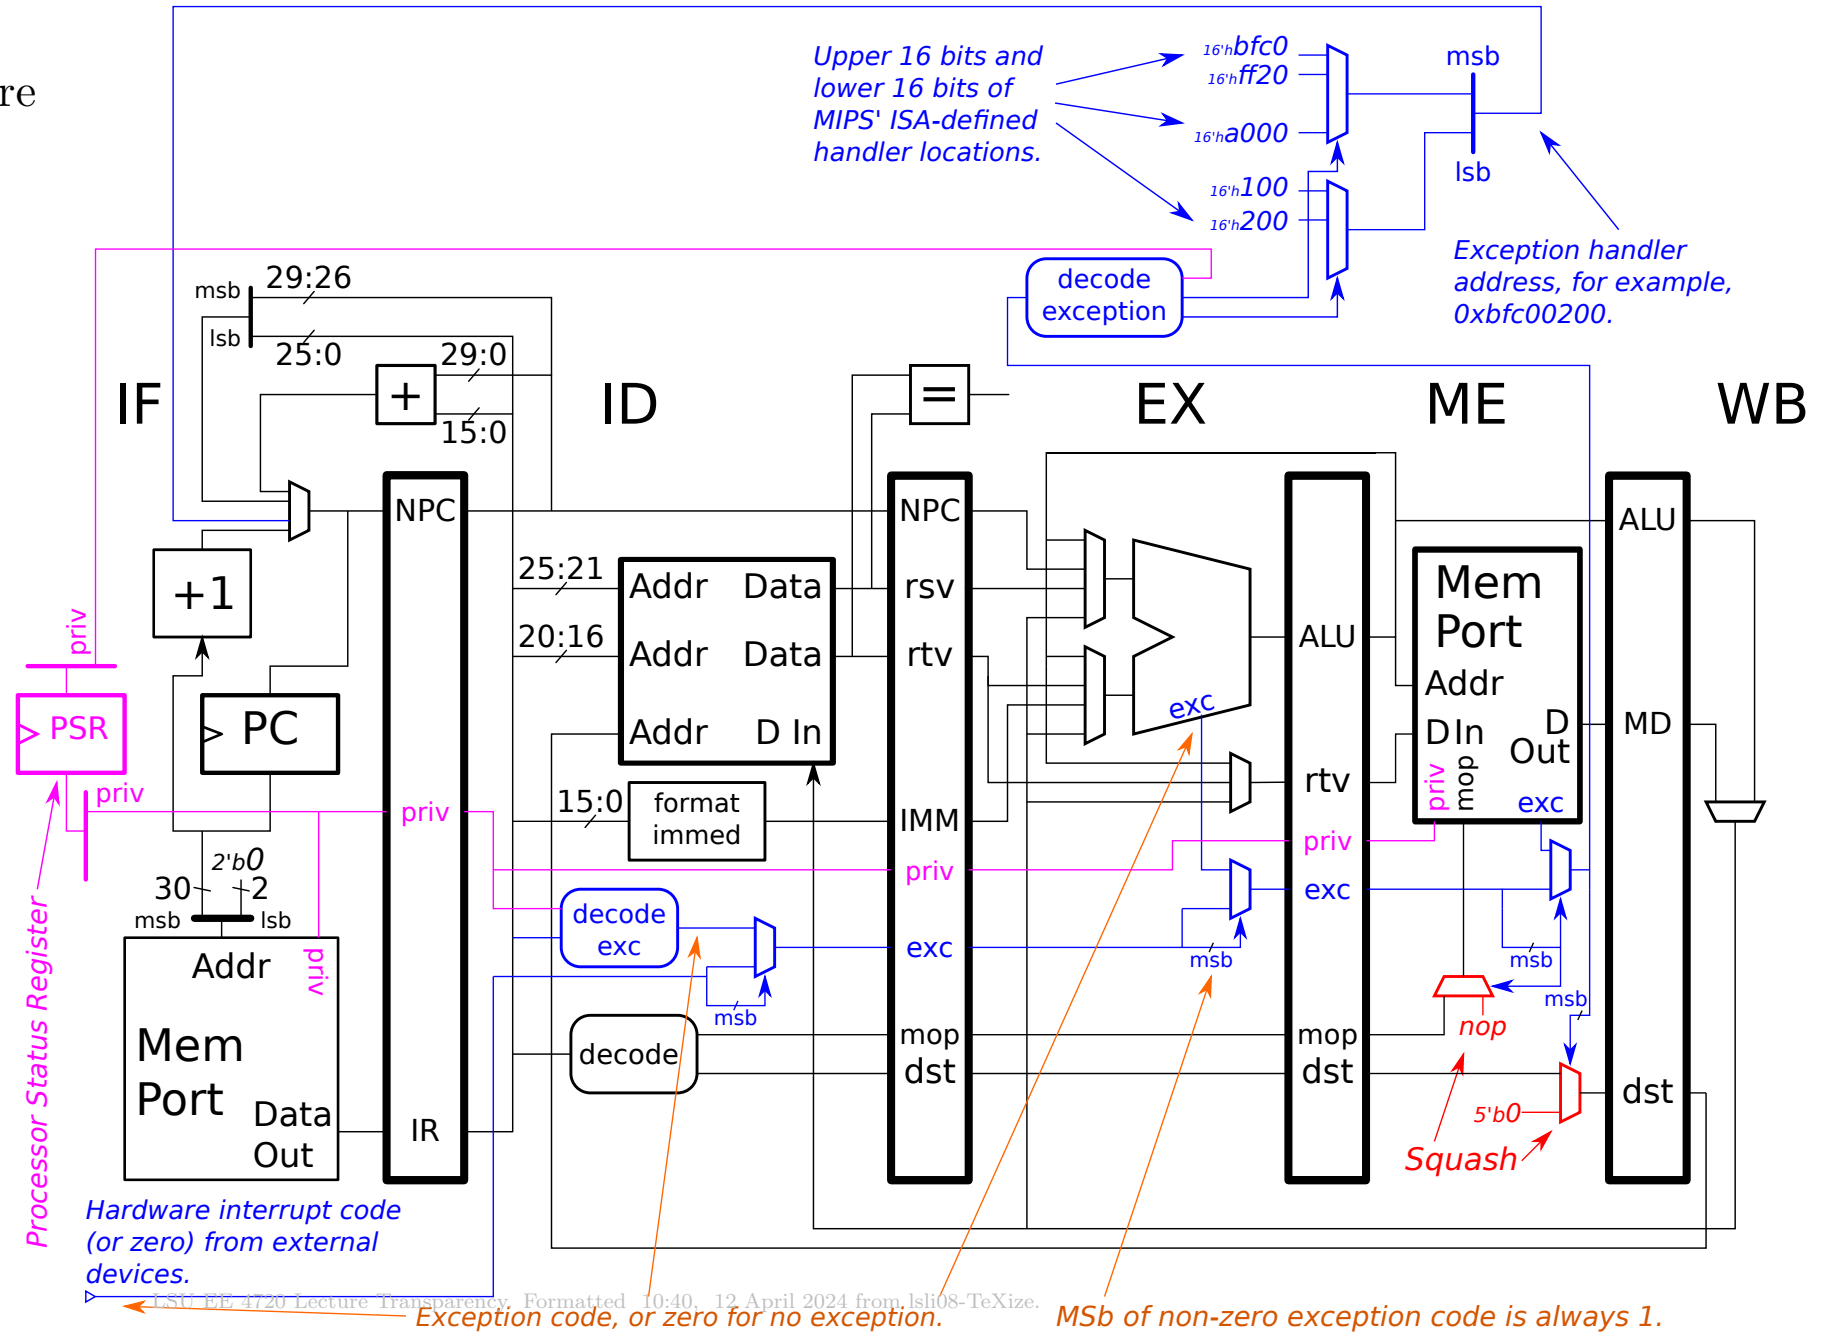 re
Upper 16 bits and
lower 16 bits of
MIPS' ISA-defined
handler locations.
16'hbfc0
16'hff20
16'ha000
16'h100
16'h200
msb
lsb
Exception handler
address, for example,
0xbfc00200.
decode
exception
29:26
msb
lsb
25:0
29:0
+
15:0
=
IF
ID
EX
ME
WB
NPC
NPC
ALU
+1
25:21
Addr
Data
rsv
20:16
Addr
Data
rtv
Addr
D In
ALU
Mem
Port
Addr
D In
D
Out
priv
mop
exc
MD
priv
PSR
PC
exc
rtv
priv
priv
15:0
format
immed
IMM
priv
priv
exc
2'b0
30
2
msb
lsb
decode
exc
exc
msb
msb
msb
msb
Addr
priv
Mem
Port
Data
Out
IR
decode
mop
dst
mop
dst
nop
5'b0
dst
Squash
Processor Status Register
Hardware interrupt code
(or zero) from external
devices.
LSU EE 4720 Lecture Transparency. Formatted 10:40, 12 April 2024 from lsli08-TeXize.
Exception code, or zero for no exception.
MSb of non-zero exception code is always 1.